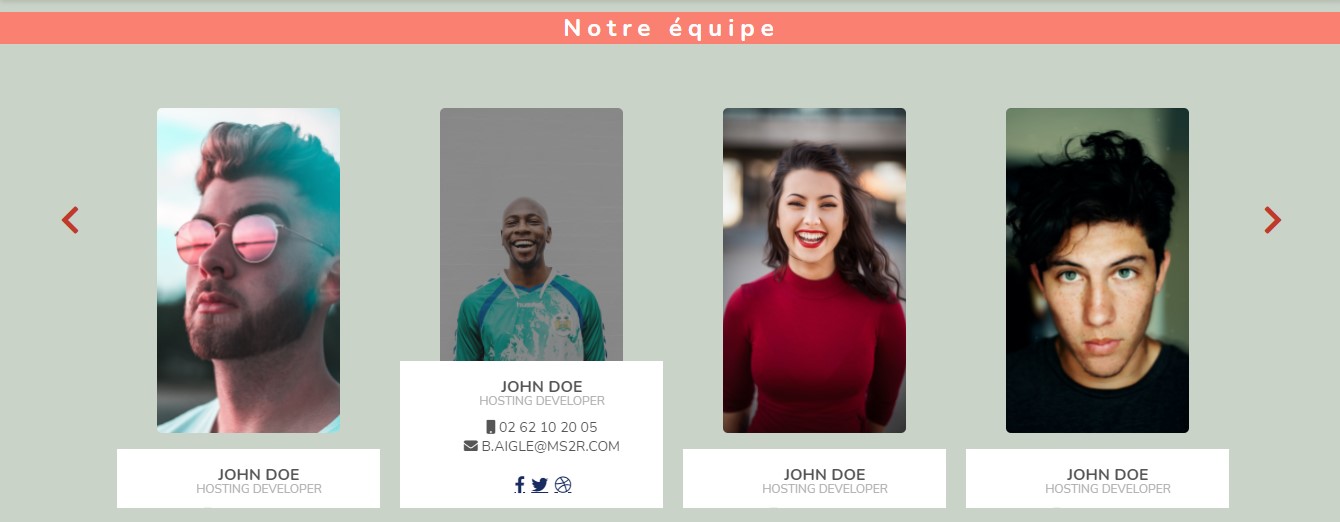 Notre équipe
JOHN DOE
HOSTING DEVELOPER
JOHN DOE
HOSTING DEVELOPER
02 62 10 20 05
B.AIGLE@MS2R.COM
JOHN DOE
HOSTING DEVELOPER
JOHN DOE
HOSTING DEVELOPER